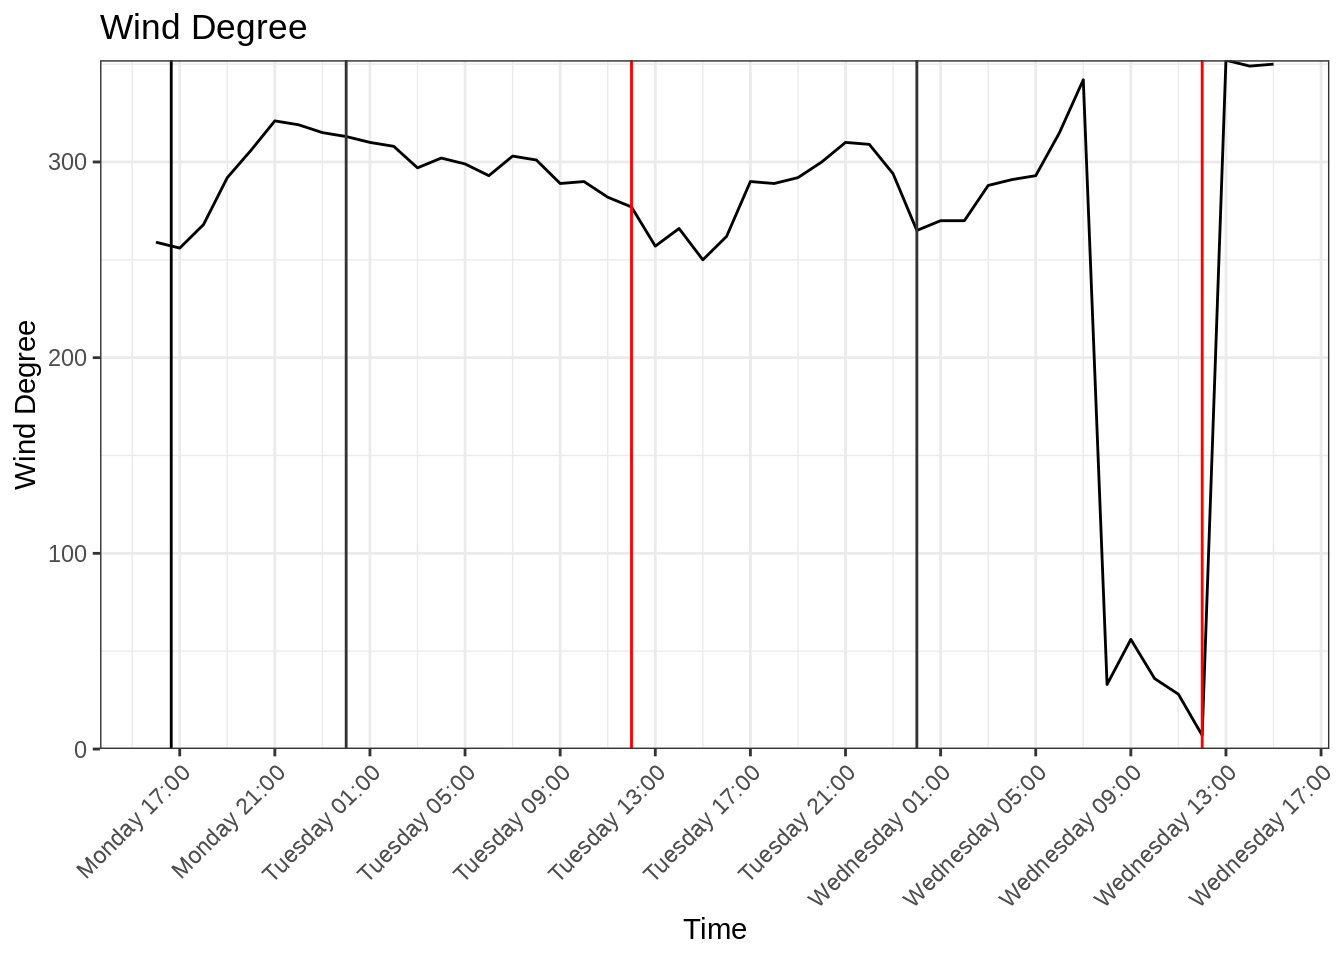 Wind Degree
Wind Degree
300
200
100
0
Monday 17:00
Monday 21:00
Tuesday 01:00
Tuesday 05:00
Tuesday 09:00
Tuesday 13:00
Tuesday 17:00
Tuesday 21:00
Wednesday 01:00
Wednesday 05:00
Wednesday 09:00
Wednesday 13:00
Wednesday 17:00
Time